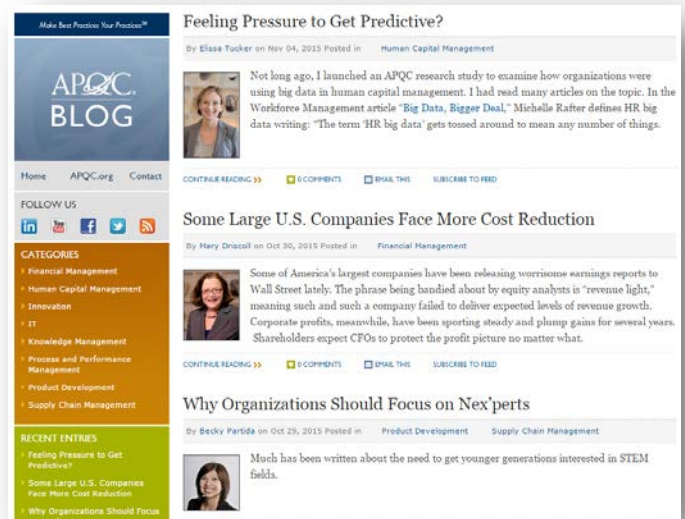 Make Best Practices Your Practices℠
APQC.
BLOG
Home APQC.org Contact
FOLLOW US
in You Tube f
CATEGORIES
Financial Management
Human Capital Management
Innovation
IT
Knowledge Management
Process and Performance
Management
Product Development
Supply Chain Management
RECENT ENTRIES
Feeling Pressure to Get
Predictive?
Some Large U.S. Companies
Face More Cost Reduction
Why Organizations Should Focus
Feeling Pressure to Get Predictive?
By Elissa Tucker on Nov 04, 2015 Posted in Human Capital Management
Not long ago, I launched an APQC research study to examine how organizations were
using big data in human capital management. I had read many articles on the topic. In the
Workforce Management article "Big Data, Bigger Deal," Michelle Rafter defines HR big
data writing: "The term 'HR big data' gets tossed around to mean any number of things.
CONTINUE READING >> 0 COMMENTS EMAIL THIS SUBSCRIBE TO FEED
Some Large U.S. Companies Face More Cost Reduction
By Mary Driscoll on Oct 30, 2015 Posted in Financial Management
Some of America's largest companies have been releasing worrisome earnings reports to
Wall Street lately. The phrase being bandied about by equity analysts is "revenue light,"
meaning such and such a company failed to deliver expected levels of revenue growth.
Corporate profits, meanwhile, have been sporting steady and plump gains for several years.
Shareholders expect CFOs to protect the profit picture no matter what.
CONTINUE READING >> 0 COMMENTS EMAIL THIS SUBSCRIBE TO FEED
Why Organizations Should Focus on Nex'perts
By Becky Partida on Oct 29, 2015 Posted in Product Development Supply Chain Management
Much has been written about the need to get younger generations interested in STEM
fields.